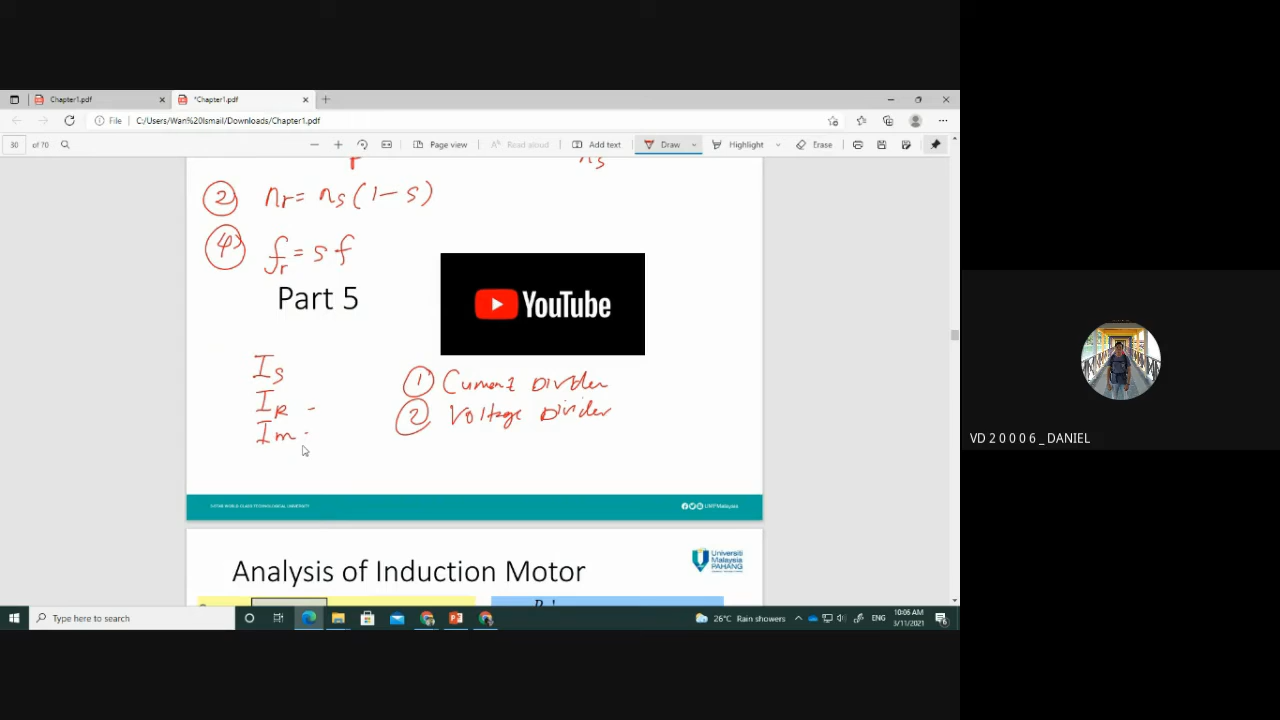 Chapter1.pdf
*Chapter1.pdf
File C:/Users/Wan%20Ismail/Downloads/Chapter1.pdf
30 of 70 Page view Read aloud Add text Draw Highlight Erase
ns
② nr = ns (1 - s)
④ fr = s f
Part 5
YouTube
Is
IR -
Im -
① Current Divider
② Voltage Divider
UMPMalaysia
Analysis of Induction Motor
Universiti
Malaysia
PAHANG
Type here to search
26°C Rain showers
ENG
10:05 AM
3/11/2021
VD 2 0 0 0 6 _ DANIEL